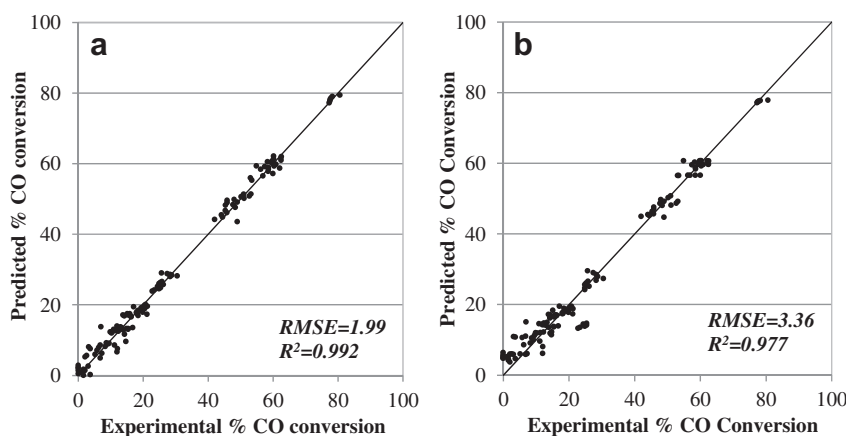 a
100
80
60
40
20
0
Predicted % CO conversion
RMSE=1.99
R²=0.992
0 20 40 60 80 100
Experimental % CO conversion
b
100
80
60
40
20
0
Predicted % CO Conversion
RMSE=3.36
R²=0.977
0 20 40 60 80 100
Experimental % CO Conversion